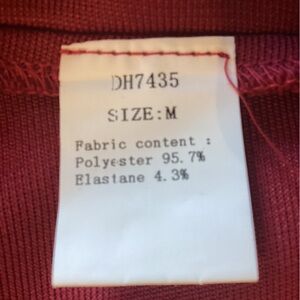 DH7435
SIZE:M
Fabric content :
Polyester 95.7%
Elastane 4.3%